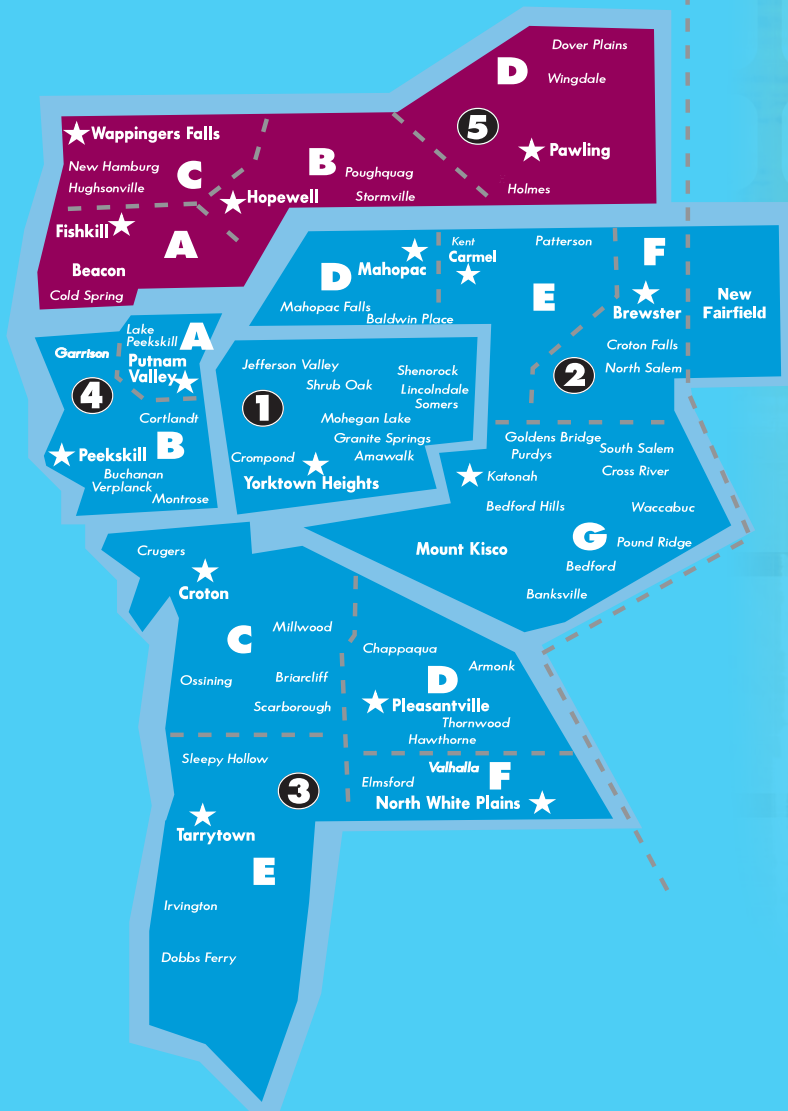 Dover Plains
D
Wingdale
5
Pawling
Holmes
Wappingers Falls
New Hamburg
Hughsonville
C
B
Poughquag
Stormville
Hopewell
Fishkill
A
Beacon
Cold Spring
D
Mahopac
Mahopac Falls
Baldwin Place
Kent
Carmel
Patterson
E
F
Brewster
New
Fairfield
Croton Falls
North Salem
2
Lake
Peekskill
A
Garrison
Putnam
Valley
4
Cortlandt
Peekskill
B
Buchanan
Verplanck
Montrose
Jefferson Valley
Shenorock
Shrub Oak
Lincolndale
Somers
1
Mohegan Lake
Granite Springs
Crompond
Amawalk
Yorktown Heights
Goldens Bridge
Purdys
South Salem
Katonah
Cross River
Bedford Hills
Waccabuc
G
Pound Ridge
Mount Kisco
Bedford
Banksville
Crugers
Croton
C
Millwood
Ossining
Briarcliff
Scarborough
Chappaqua
Armonk
D
Pleasantville
Thornwood
Hawthorne
Valhalla
F
Elmsford
North White Plains
Sleepy Hollow
3
Tarrytown
E
Irvington
Dobbs Ferry